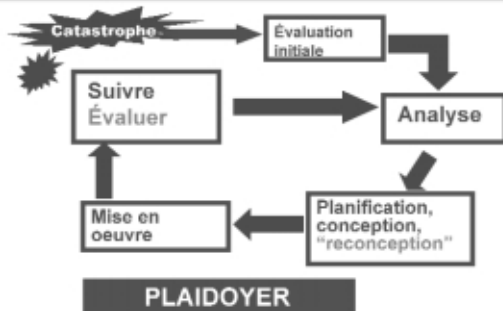 Catastrophe
Évaluation
initiale
Suivre
Évaluer
Analyse
Planification,
conception,
“reconception”
Mise en
oeuvre
PLAIDOYER